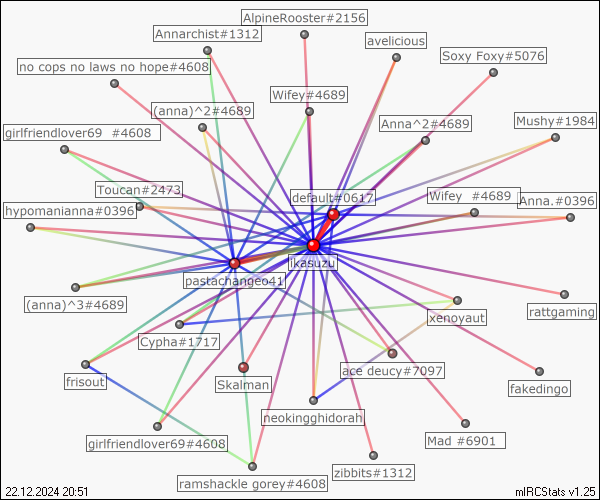 AlpineRooster#2156
Annarchist#1312
avelicious
Soxy Foxy#5076
no cops no laws no hope#4608
Wifey#4689
(anna)^2#4689
Anna^2#4689
Mushy#1984
girlfriendlover69 #4608
Toucan#2473
default#0617
Wifey #4689
Anna.#0396
hypomanianna#0396
ikasuzu
pastachangeo41
(anna)^3#4689
rattgaming
xenoyaut
Cypha#1717
ace deucy#7097
frisout
Skalman
fakedingo
neokingghidorah
girlfriendlover69#4608
Mad #6901
zibbits#1312
ramshackle gorey#4608
22.12.2024 20:51
mIRCStats v1.25